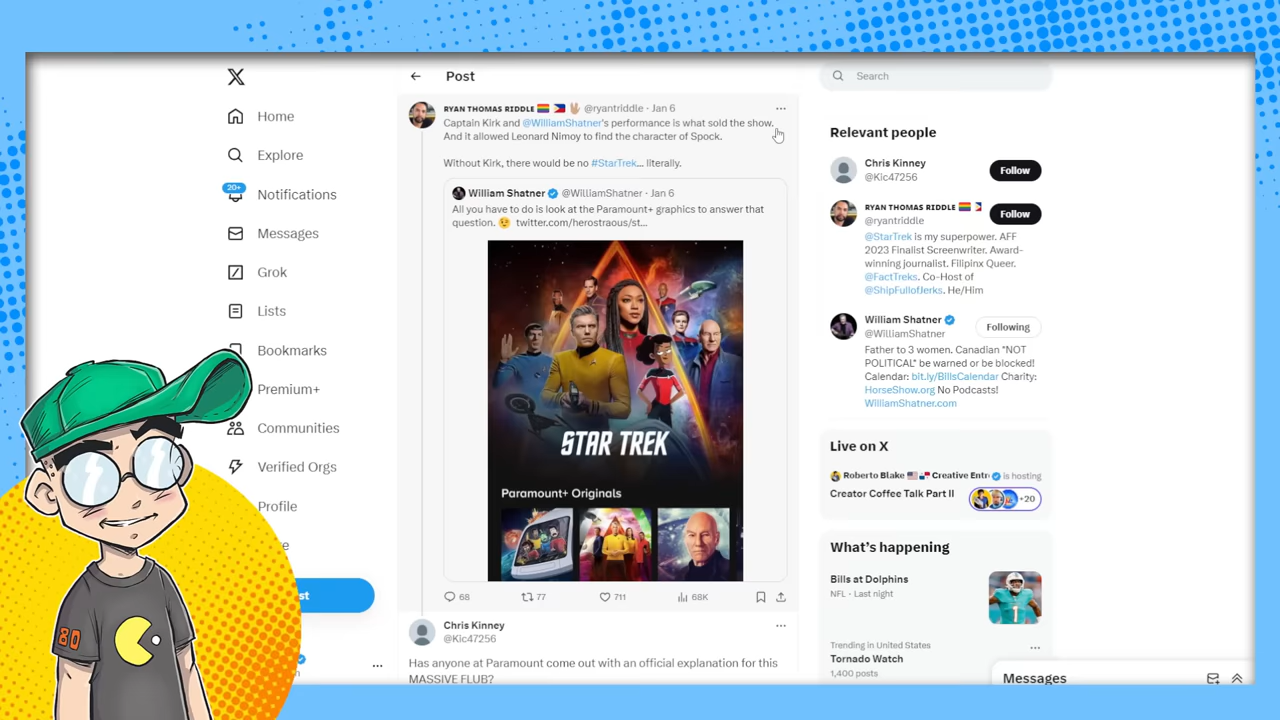 Post
Search
Home
Explore
20+
Notifications
Messages
Grok
Lists
Bookmarks
Premium+
Communities
Verified Orgs
Profile
RYAN THOMAS RIDDLE 🏳️‍🌈 🇵🇭 🖖🏼 @ryantriddle · Jan 6
Captain Kirk and @WilliamShatner's performance is what sold the show.
And it allowed Leonard Nimoy to find the character of Spock.
Without Kirk, there would be no #StarTrek... literally.
William Shatner @WilliamShatner · Jan 6
All you have to do is look at the Paramount+ graphics to answer that
question. 😉 twitter.com/herostraous/st...
STAR TREK
Paramount+ Originals
68 77 711 68K
Chris Kinney
@Kic47256
Has anyone at Paramount come out with an official explanation for this
MASSIVE FLUB?
Relevant people
Chris Kinney
@Kic47256
Follow
RYAN THOMAS RIDDLE 🏳️‍🌈
@ryantriddle
Follow
@StarTrek is my superpower. AFF
2023 Finalist Screenwriter. Award-
winning journalist. Filipinx Queer.
@FactTreks. Co-Host of
@ShipFullofJerks. He/Him
William Shatner
@WilliamShatner
Following
Father to 3 women. Canadian "NOT
POLITICAL" be warned or be blocked!
Calendar: bit.ly/BillsCalendar Charity:
HorseShow.org No Podcasts!
WilliamShatner.com
Live on X
Roberto Blake 🇺🇸 🇵🇦 Creative Entre is hosting
Creator Coffee Talk Part II
+20
What's happening
Bills at Dolphins
NFL · Last night
Trending in United States
Tornado Watch
1,400 posts
Messages
80